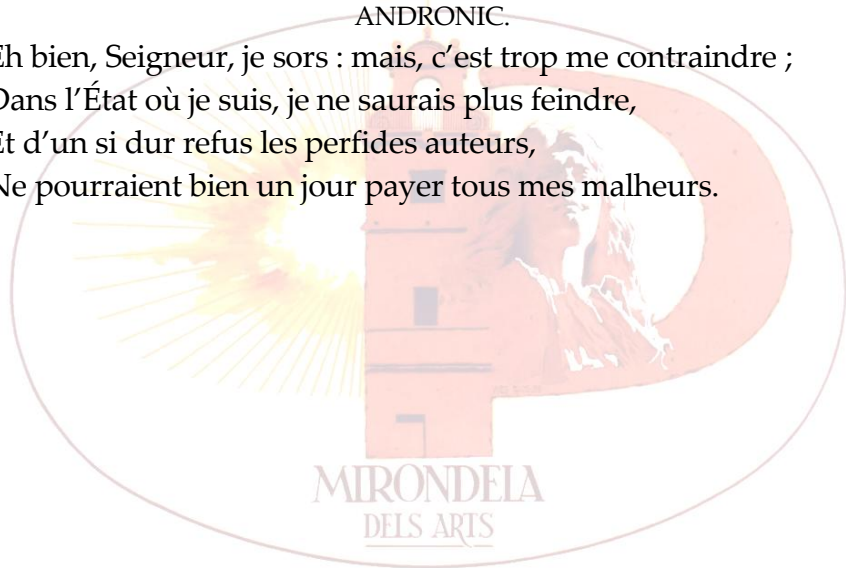 ANDRONIC.
Eh bien, Seigneur, je sors : mais, c’est trop me contraindre ;
Dans l’État où je suis, je ne saurais plus feindre,
Et d’un si dur refus les perfides auteurs,
Ne pourraient bien un jour payer tous mes malheurs.
MIRONDELA
DELS ARTS